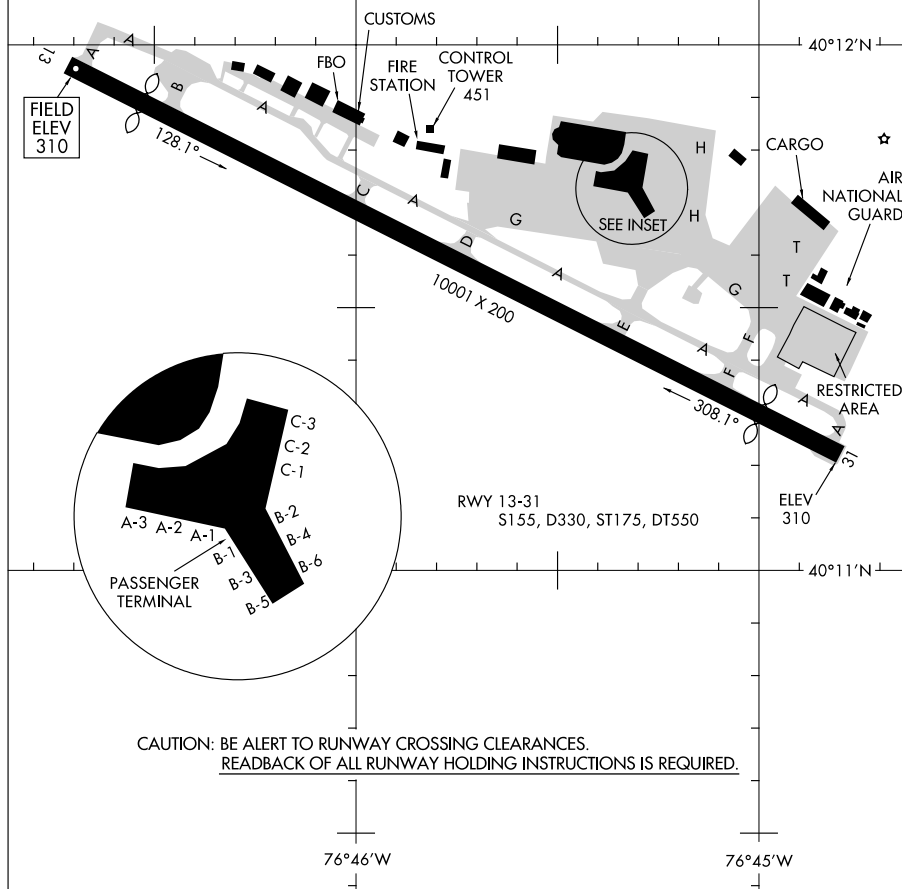 CUSTOMS
40°12'N
13
A
A
FBO
FIRE
STATION
CONTROL
TOWER
451
FIELD
ELEV
310
B
A
128.1°
CARGO
H
AIR
NATIONAL
GUARD
C
A
G
SEE INSET
H
D
T
T
A
G
10001 X 200
E
F
A
F
308.1°
A
RESTRICTED
AREA
A
31
ELEV
310
C-3
C-2
C-1
RWY 13-31
S155, D330, ST175, DT550
A-3
A-2
A-1
B-2
B-4
B-6
B-1
B-3
B-5
PASSENGER
TERMINAL
40°11'N
CAUTION: BE ALERT TO RUNWAY CROSSING CLEARANCES.
READBACK OF ALL RUNWAY HOLDING INSTRUCTIONS IS REQUIRED.
76°46'W
76°45'W